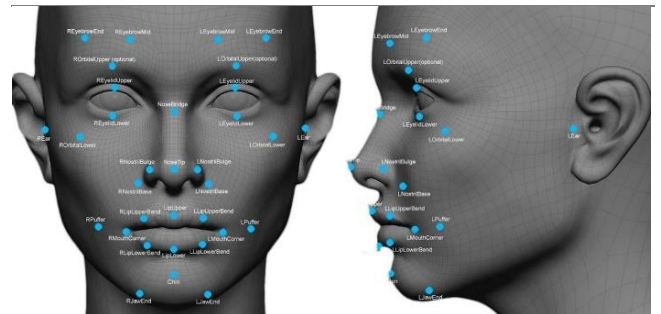 REyebrowEnd
REyebrowMid
LEyebrowMid
LEyebrowEnd
ROrbitalUpper (optional)
LOrbitalUpper(optional)
REyelidUpper
LEyelidUpper
NoseBridge
REyelidLower
LEyelidLower
REar
ROrbitalLower
LOrbitalLower
LEar
RNostrilBulge
NoseTip
LNostrilBulge
RNostrilBase
LNostrilBase
LipUpper
RLipUpperBend
LLipUpperBend
RPuffer
LPuffer
RMouthCorner
LMouthCorner
RLipLowerBend
LipLower
LLipLowerBend
Chin
RJawEnd
LJawEnd
LEyebrowMid
LEyebrowEnd
LOrbitalUpper(optional)
LEyelidUpper
LEyelidLower
LOrbitalLower
LEar
LNostrilBulge
LNostrilBase
LLipUpperBend
LPuffer
LMouthCorner
LLipLowerBend
LJawEnd